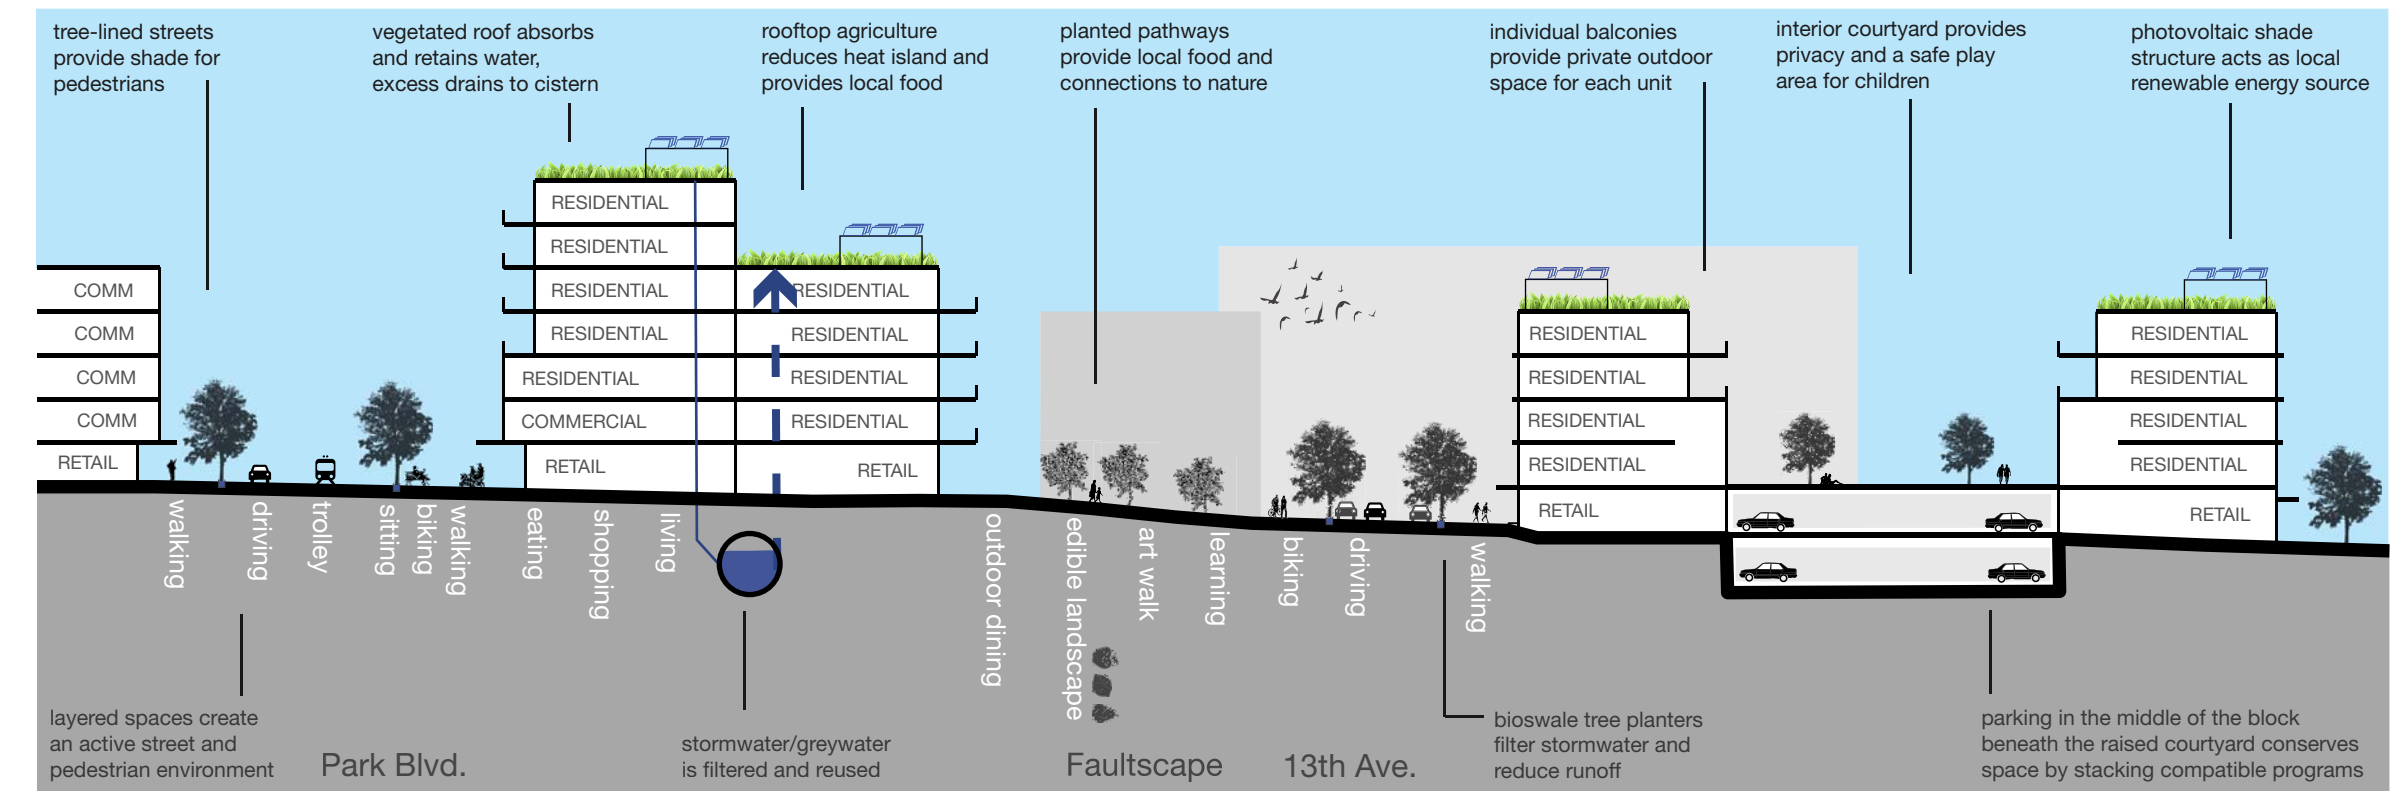 tree-lined streets
provide shade for
pedestrians
vegetated roof absorbs
and retains water,
excess drains to cistern
rooftop agriculture
reduces heat island and
provides local food
planted pathways
provide local food and
connections to nature
individual balconies
provide private outdoor
space for each unit
interior courtyard provides
privacy and a safe play
area for children
photovoltaic shade
structure acts as local
renewable energy source
COMM
COMM
COMM
COMM
RETAIL
RESIDENTIAL
RESIDENTIAL
RESIDENTIAL
RESIDENTIAL
RESIDENTIAL
COMMERCIAL
RETAIL
RESIDENTIAL
RESIDENTIAL
RESIDENTIAL
RESIDENTIAL
RETAIL
RESIDENTIAL
RESIDENTIAL
RESIDENTIAL
RESIDENTIAL
RETAIL
RESIDENTIAL
RESIDENTIAL
RESIDENTIAL
RESIDENTIAL
RETAIL
walking
driving
trolley
sitting
biking
walking
eating
shopping
living
outdoor dining
edible landscape
art walk
learning
biking
driving
walking
layered spaces create
an active street and
pedestrian environment
Park Blvd.
stormwater/greywater
is filtered and reused
Faultscape
13th Ave.
bioswale tree planters
filter stormwater and
reduce runoff
parking in the middle of the block
beneath the raised courtyard conserves
space by stacking compatible programs